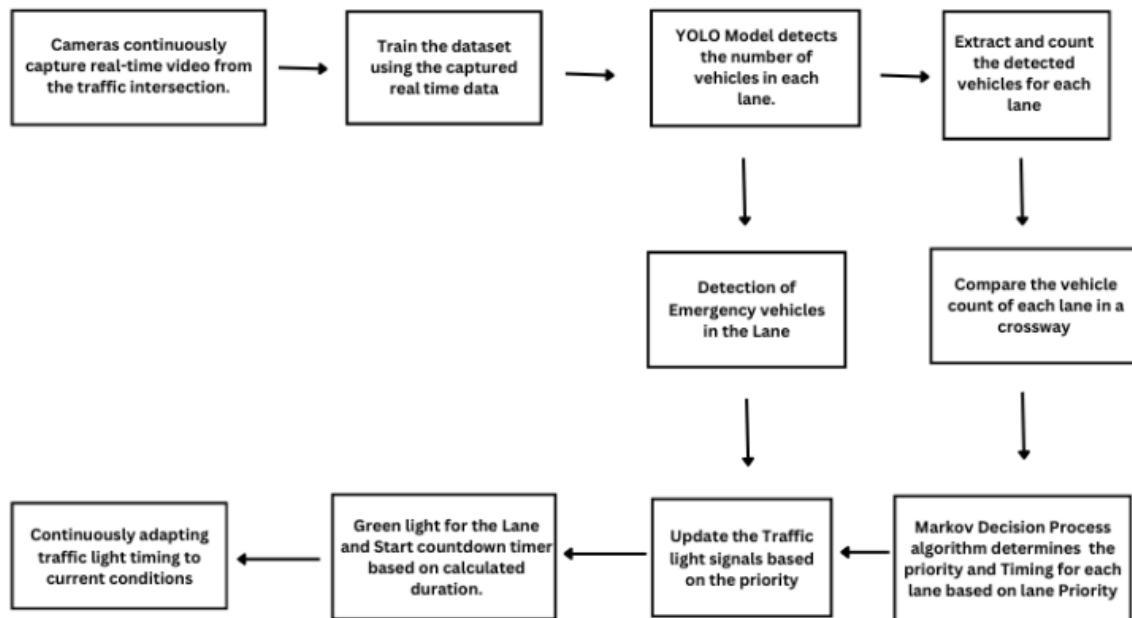 Cameras continuously
capture real-time video from
the traffic intersection.
Train the dataset
using the captured
real time data
YOLO Model detects
the number of
vehicles in each
lane.
Extract and count
the detected
vehicles for each
lane
Detection of
Emergency vehicles
in the Lane
Compare the vehicle
count of each lane in a
crossway
Continuously adapting
traffic light timing to
current conditions
Green light for the Lane
and Start countdown timer
based on calculated
duration.
Update the Traffic
light signals based
on the priority
Markov Decision Process
algorithm determines the
priority and Timing for each
lane based on lane Priority